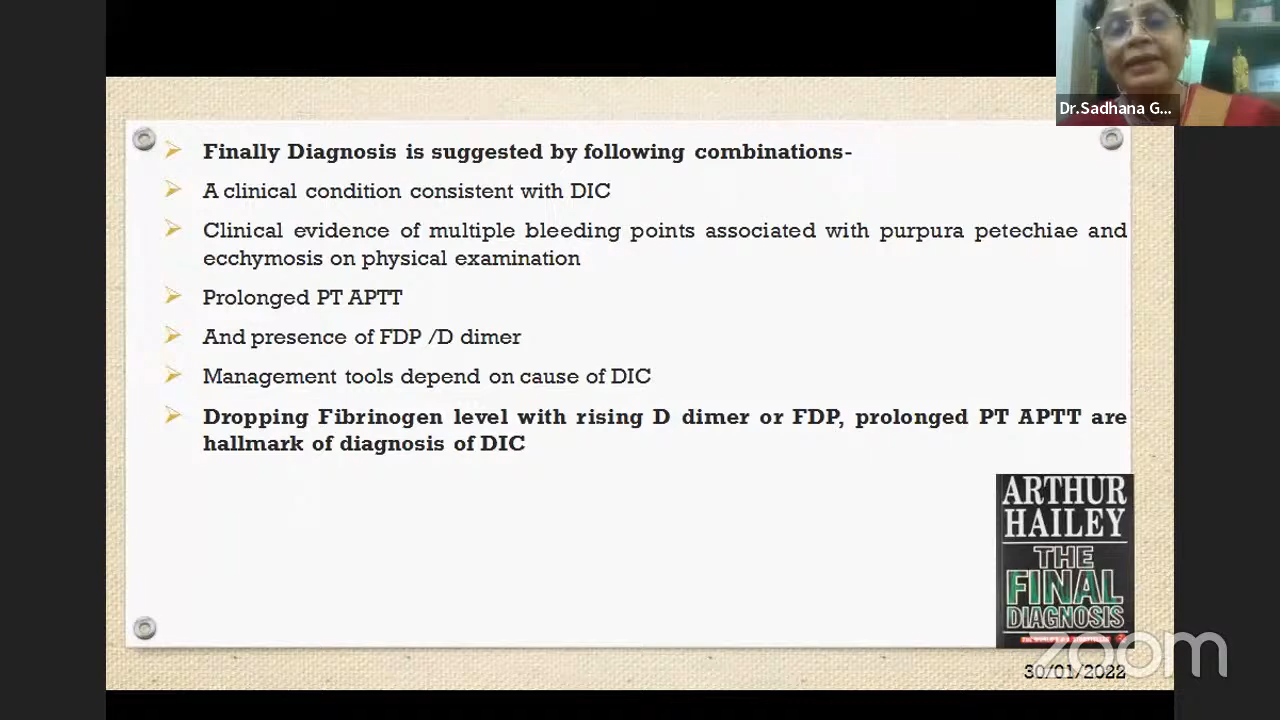 Dr.Sadhana G...
Finally Diagnosis is suggested by following combinations-
A clinical condition consistent with DIC
Clinical evidence of multiple bleeding points associated with purpura petechiae and
ecchymosis on physical examination
Prolonged PT APTT
And presence of FDP /D dimer
Management tools depend on cause of DIC
Dropping Fibrinogen level with rising D dimer or FDP, prolonged PT APTT are
hallmark of diagnosis of DIC
ARTHUR
HAILEY
THE
FINAL
DIAGNOSIS
zoom
30/01/2022